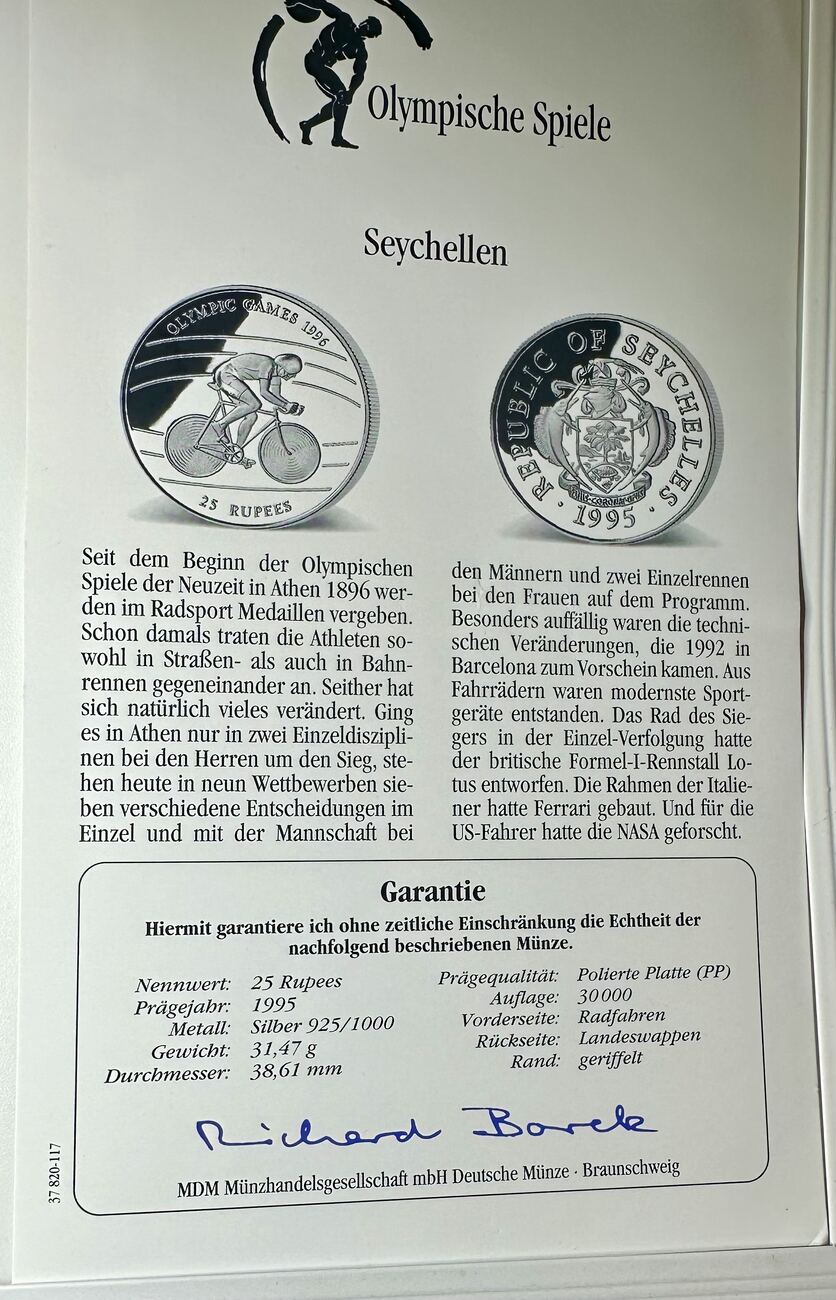 Olympische Spiele
Seychellen
OLYMPIC GAMES 1996
25 RUPEES
REPUBLIC OF SEYCHELLES
· 1995 ·
Seit dem Beginn der Olympischen
Spiele der Neuzeit in Athen 1896 wer-
den im Radsport Medaillen vergeben.
Schon damals traten die Athleten so-
wohl in Straßen- als auch in Bahn-
rennen gegeneinander an. Seither hat
sich natürlich vieles verändert. Ging
es in Athen nur in zwei Einzeldiszipli-
nen bei den Herren um den Sieg, ste-
hen heute in neun Wettbewerben sie-
ben verschiedene Entscheidungen im
Einzel und mit der Mannschaft bei
den Männern und zwei Einzelrennen
bei den Frauen auf dem Programm.
Besonders auffällig waren die techni-
schen Veränderungen, die 1992 in
Barcelona zum Vorschein kamen. Aus
Fahrrädern waren modernste Sport-
geräte entstanden. Das Rad des Sie-
gers in der Einzel-Verfolgung hatte
der britische Formel-I-Rennstall Lo-
tus entworfen. Die Rahmen der Italie-
ner hatte Ferrari gebaut. Und für die
US-Fahrer hatte die NASA geforscht.
Garantie
Hiermit garantiere ich ohne zeitliche Einschränkung die Echtheit der
nachfolgend beschriebenen Münze.
Nennwert: 25 Rupees
Prägejahr: 1995
Metall: Silber 925/1000
Gewicht: 31,47 g
Durchmesser: 38,61 mm
Prägequalität: Polierte Platte (PP)
Auflage: 30 000
Vorderseite: Radfahren
Rückseite: Landeswappen
Rand: geriffelt
Richard Borek
MDM Münzhandelsgesellschaft mbH Deutsche Münze · Braunschweig
37 820-117